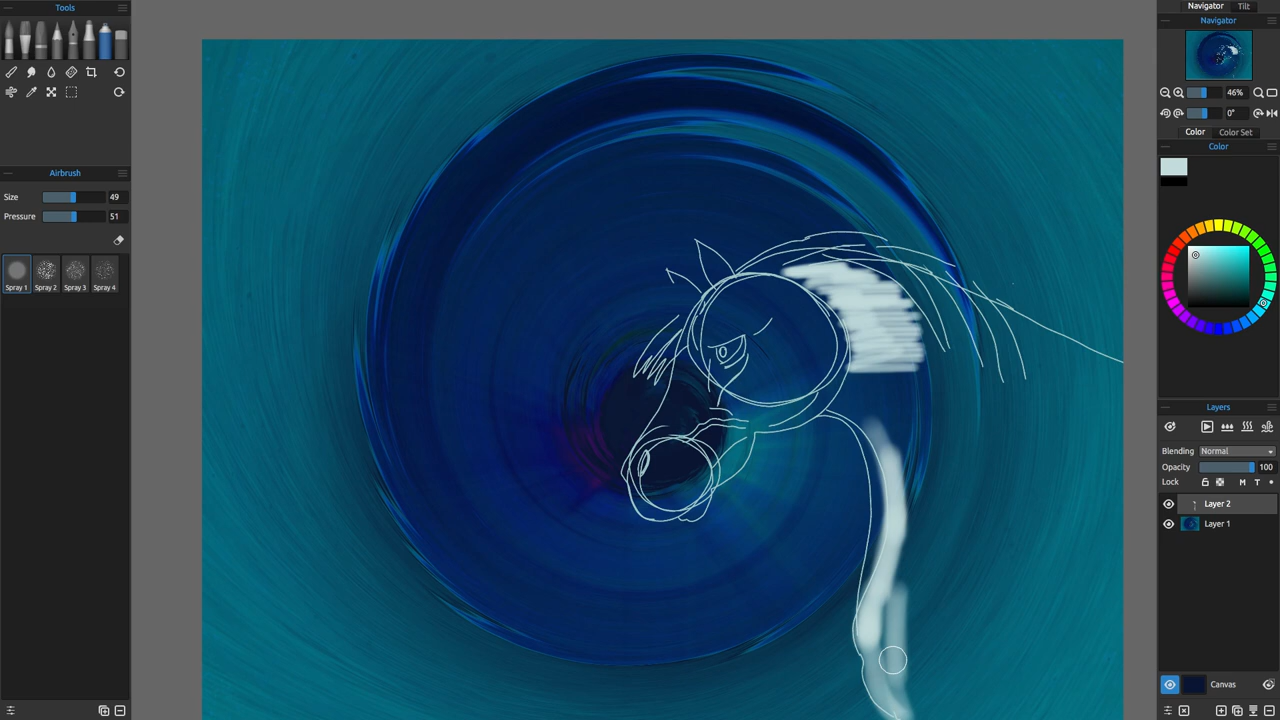 Tools
Size 49
Pressure 51
Airbrush
Spray 1 Spray 2 Spray 3 Spray 4
Navigator Tilt
Navigator
46%
0°
Color Color Set
Color
Layers
Blending Normal
Opacity 100
Lock M T
Layer 2
Layer 1
Canvas